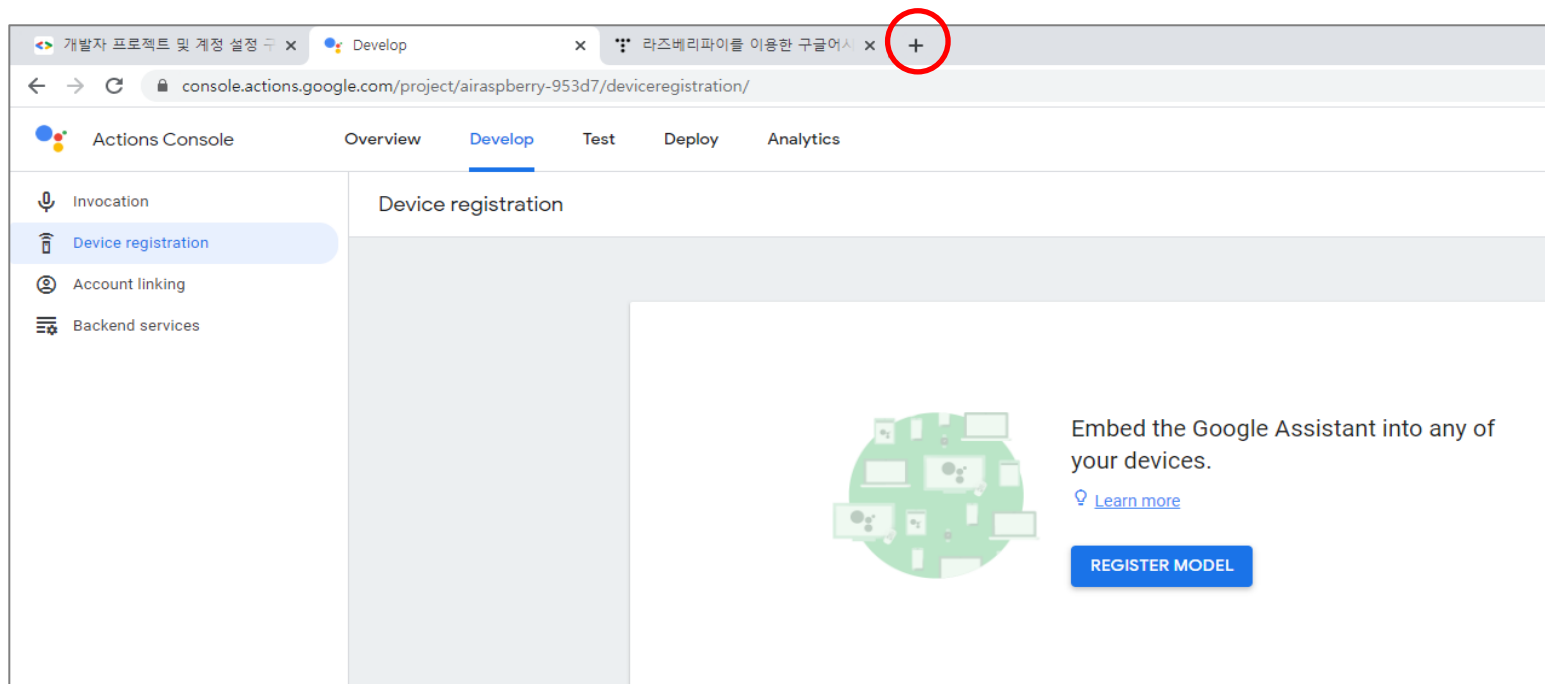 개발자 프로젝트 및 계정 설정 구
Develop
라즈베리파이를 이용한 구글어시
console.actions.google.com/project/airaspberry-953d7/deviceregistration/
Actions Console
Overview
Develop
Test
Deploy
Analytics
Invocation
Device registration
Account linking
Backend services
Device registration
Embed the Google Assistant into any of
your devices.
Learn more
REGISTER MODEL